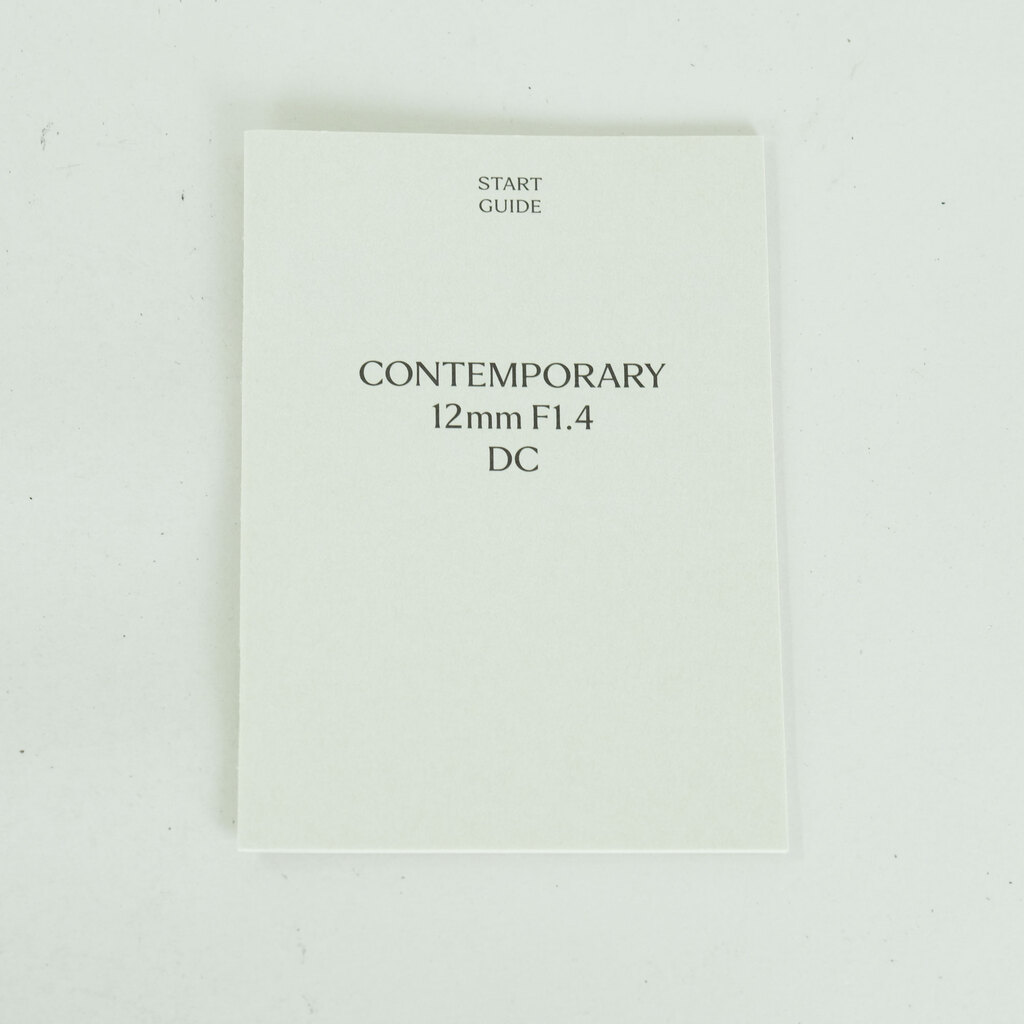 START
GUIDE
CONTEMPORARY
12mm F1.4
DC